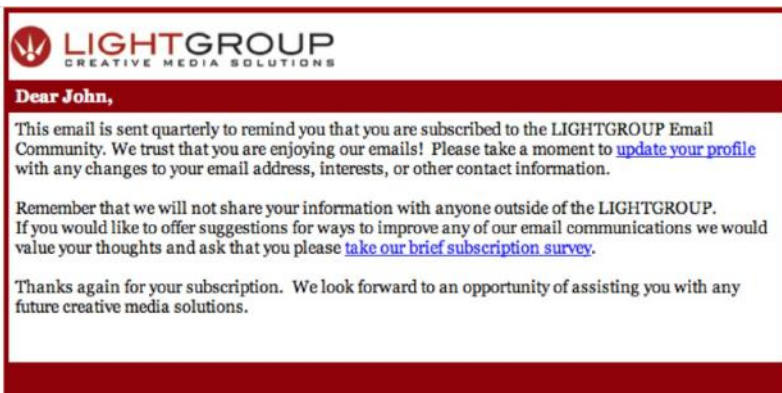 LIGHTGROUP
CREATIVE MEDIA SOLUTIONS
Dear John,
This email is sent quarterly to remind you that you are subscribed to the LIGHTGROUP Email
Community. We trust that you are enjoying our emails!  Please take a moment to update your profile
with any changes to your email address, interests, or other contact information.
Remember that we will not share your information with anyone outside of the LIGHTGROUP.
If you would like to offer suggestions for ways to improve any of our email communications we would
value your thoughts and ask that you please take our brief subscription survey.
Thanks again for your subscription.  We look forward to an opportunity of assisting you with any
future creative media solutions.